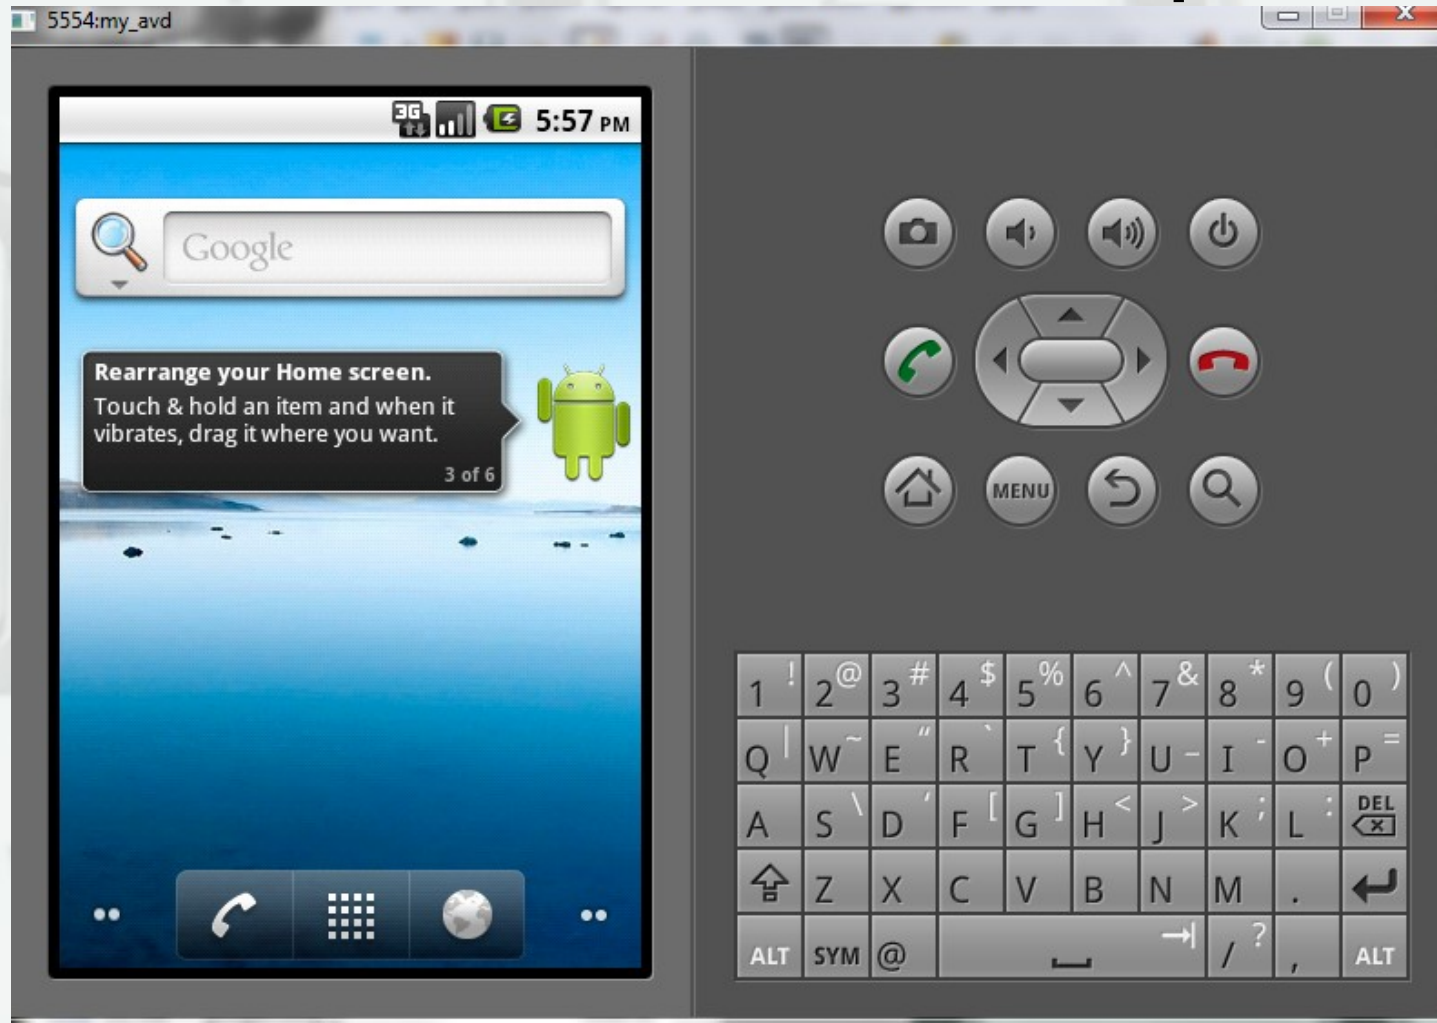 5554:my_avd
3G 5:57 PM
Google
Rearrange your Home screen.
Touch & hold an item and when it
vibrates, drag it where you want.
3 of 6
MENU
1 ! 2 @ 3 # 4 $ 5 % 6 ^ 7 & 8 * 9 ( 0 )
Q | W ~ E " R ` T { Y } U _ I - O + P =
A S \ D ' F [ G ] H < J > K ; L : DEL
Z X C V B N M .
ALT SYM @ / ? , ALT